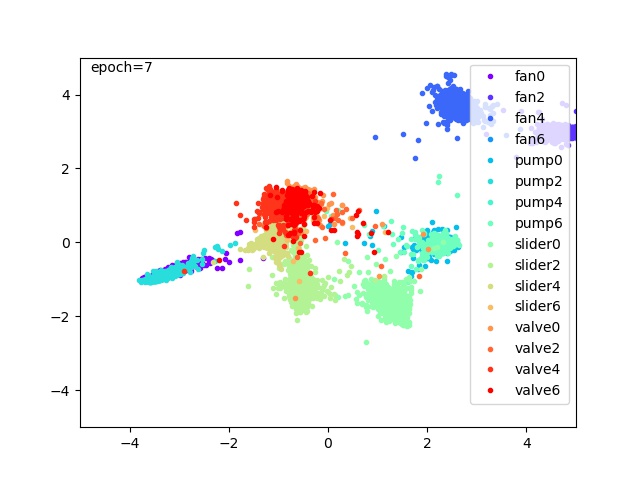 epoch=7
fan0
fan2
fan4
fan6
pump0
pump2
pump4
pump6
slider0
slider2
slider4
slider6
valve0
valve2
valve4
valve6
4
2
0
−2
−4
−4
−2
0
2
4